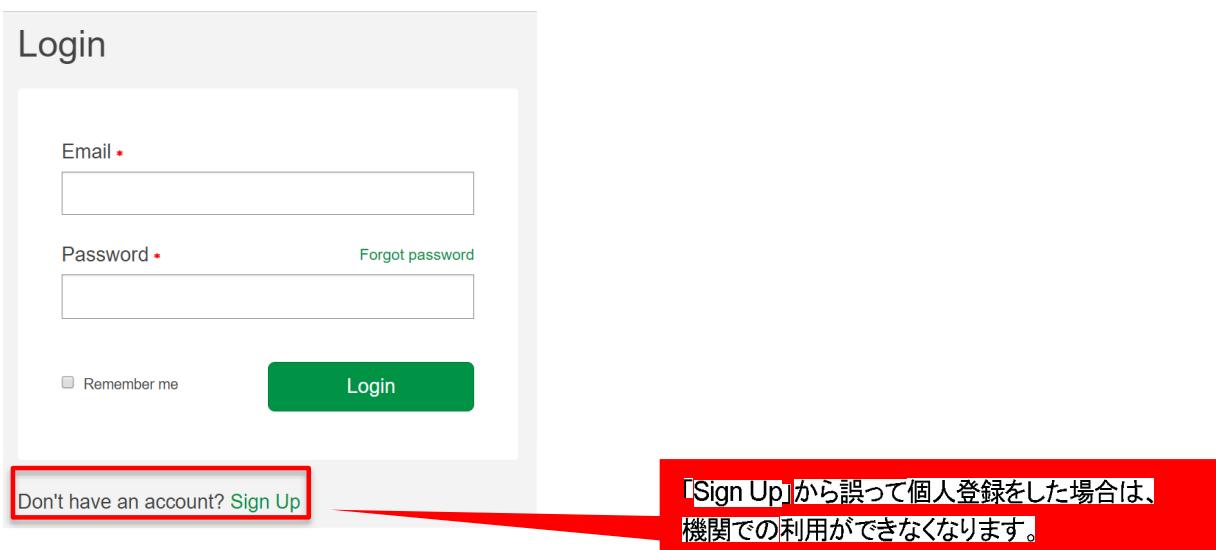 Login
Email *
Password * Forgot password
Remember me Login
Don't have an account? Sign Up
「Sign Up」から誤って個人登録をした場合は、
機関での利用ができなくなります。